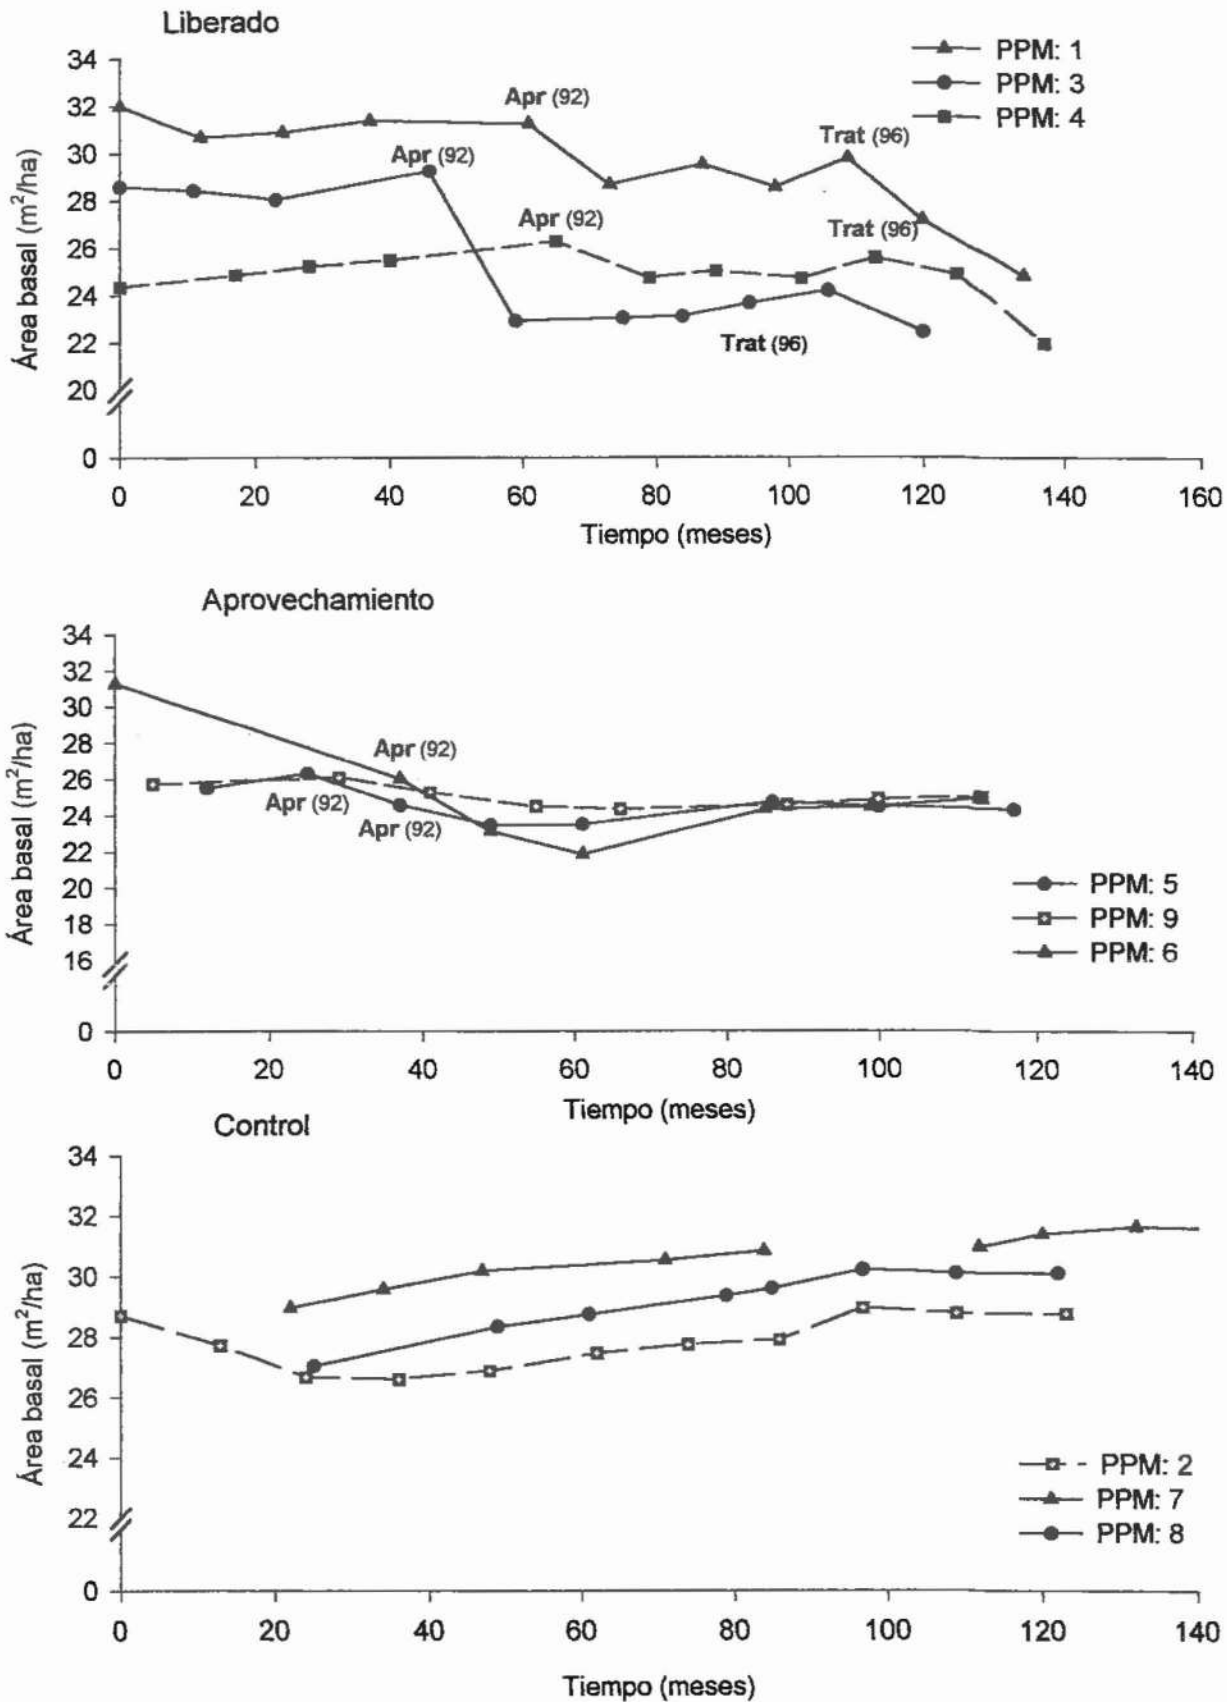 Liberado
PPM: 1
PPM: 3
PPM: 4
Área basal (m²/ha)
34
32
30
28
26
24
22
20
0
Apr (92)
Apr (92)
Apr (92)
Trat (96)
Trat (96)
Trat (96)
0 20 40 60 80 100 120 140 160
Tiempo (meses)
Aprovechamiento
Área basal (m²/ha)
34
32
30
28
26
24
22
20
18
16
0
Apr (92)
Apr (92)
Apr (92)
PPM: 5
PPM: 9
PPM: 6
0 20 40 60 80 100 120 140
Tiempo (meses)
Control
Área basal (m²/ha)
34
32
30
28
26
24
22
0
PPM: 2
PPM: 7
PPM: 8
0 20 40 60 80 100 120 140
Tiempo (meses)